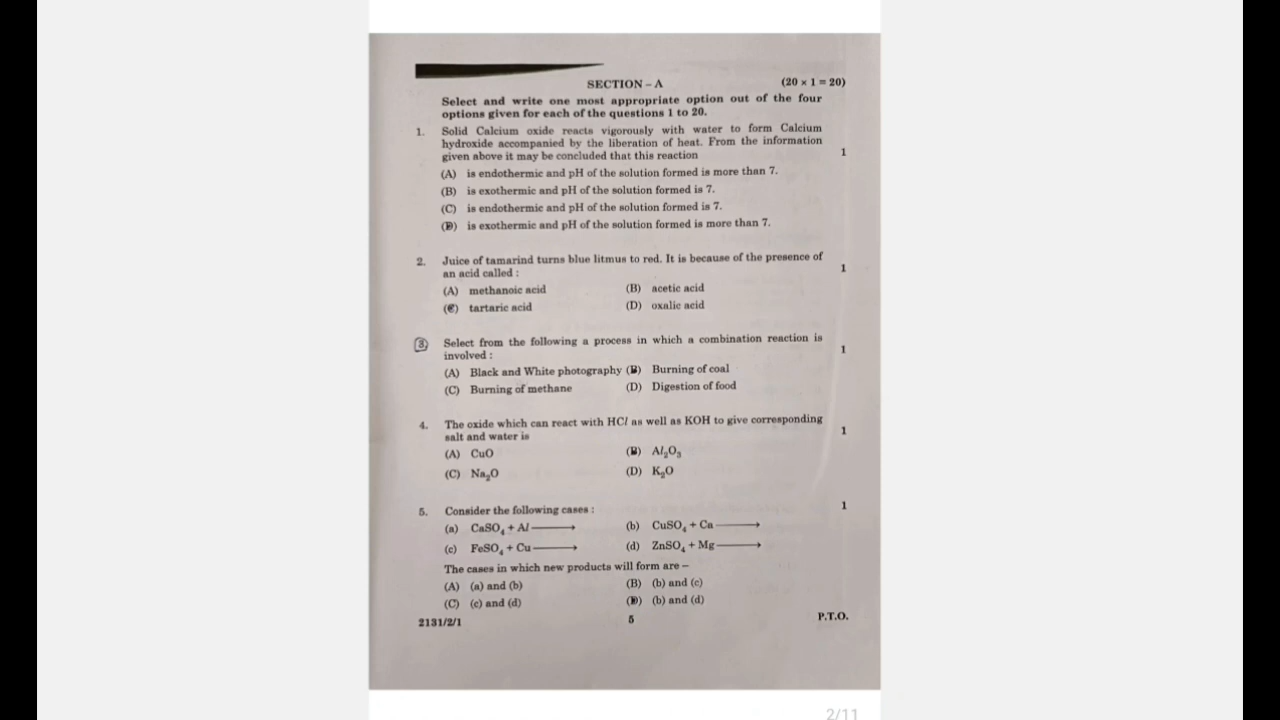 SECTION – A (20 × 1 = 20)
Select and write one most appropriate option out of the four
options given for each of the questions 1 to 20.
1. Solid Calcium oxide reacts vigorously with water to form Calcium
hydroxide accompanied by the liberation of heat. From the information
given above it may be concluded that this reaction 1
(A) is endothermic and pH of the solution formed is more than 7.
(B) is exothermic and pH of the solution formed is 7.
(C) is endothermic and pH of the solution formed is 7.
(D) is exothermic and pH of the solution formed is more than 7.
2. Juice of tamarind turns blue litmus to red. It is because of the presence of
an acid called : 1
(A) methanoic acid (B) acetic acid
(C) tartaric acid (D) oxalic acid
3. Select from the following a process in which a combination reaction is
involved : 1
(A) Black and White photography (B) Burning of coal
(C) Burning of methane (D) Digestion of food
4. The oxide which can react with HCl as well as KOH to give corresponding
salt and water is 1
(A) CuO (B) Al₂O₃
(C) Na₂O (D) K₂O
5. Consider the following cases : 1
(a) CaSO₄ + Al ⟶ (b) CuSO₄ + Ca ⟶
(c) FeSO₄ + Cu ⟶ (d) ZnSO₄ + Mg ⟶
The cases in which new products will form are –
(A) (a) and (b) (B) (b) and (c)
(C) (c) and (d) (D) (b) and (d)
2131/2/1 5 P.T.O.
2/11